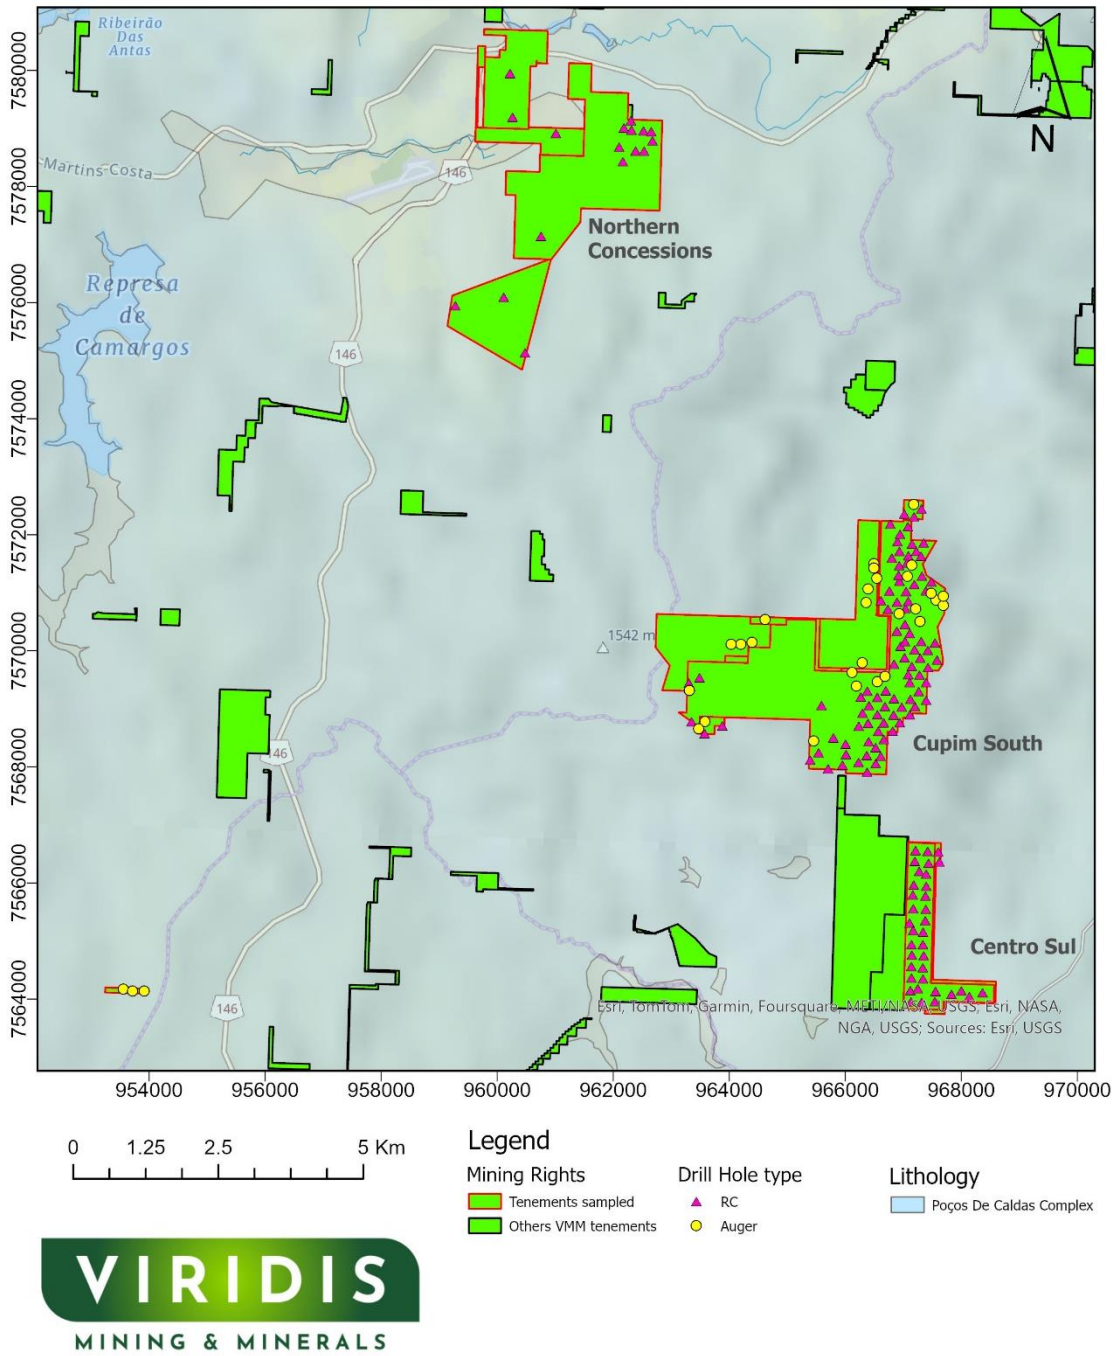 Ribeirão
Das
Antas
Martins Costa
146
N
Northern
Concessions
Represa
de
Camargos
146
1542 m
146
Cupim South
Centro Sul
146
Esri, TomTom, Garmin, Foursquare, METI/NASA, USGS, Esri, NASA,
NGA, USGS; Sources: Esri, USGS
7580000
7578000
7576000
7574000
7572000
7570000
7568000
7566000
7564000
954000 956000 958000 960000 962000 964000 966000 968000 970000
0 1.25 2.5 5 Km
Legend
Mining Rights
Tenements sampled
Others VMM tenements
Drill Hole type
RC
Auger
Lithology
Poços De Caldas Complex
VIRIDIS
MINING & MINERALS